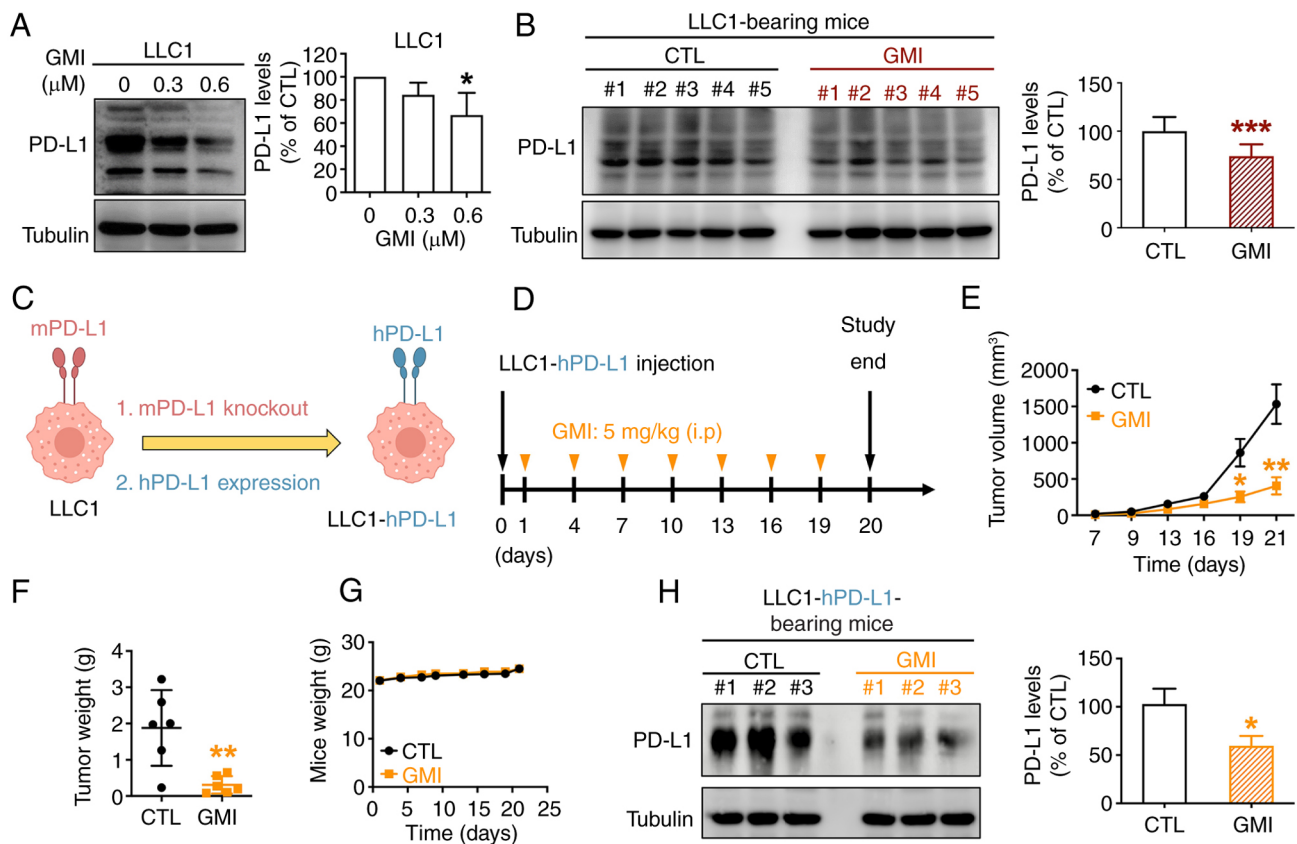 A
GMI
(μM)
LLC1
0 0.3 0.6
PD-L1
Tubulin
LLC1
PD-L1 levels
(% of CTL)
120
100
80
60
40
20
0
*
0 0.3 0.6
GMI (μM)
B
LLC1-bearing mice
CTL GMI
#1 #2 #3 #4 #5 #1 #2 #3 #4 #5
PD-L1
Tubulin
PD-L1 levels
(% of CTL)
150
100
50
0
***
CTL GMI
C
mPD-L1 hPD-L1
1. mPD-L1 knockout
2. hPD-L1 expression
LLC1
LLC1-hPD-L1
D
Study
end
LLC1-hPD-L1 injection
GMI: 5 mg/kg (i.p)
0 1 4 7 10 13 16 19 20
(days)
E
Tumor volume (mm³)
2000
1500
1000
500
0
CTL
GMI
* **
7 9 13 16 19 21
Time (days)
F
Tumor weight (g)
4
3
2
1
0
**
CTL GMI
G
Mice weight (g)
30
20
10
0
CTL
GMI
0 5 10 15 20 25
Time (days)
H
LLC1-hPD-L1-
bearing mice
CTL GMI
#1 #2 #3 #1 #2 #3
PD-L1
Tubulin
PD-L1 levels
(% of CTL)
150
100
50
0
*
CTL GMI